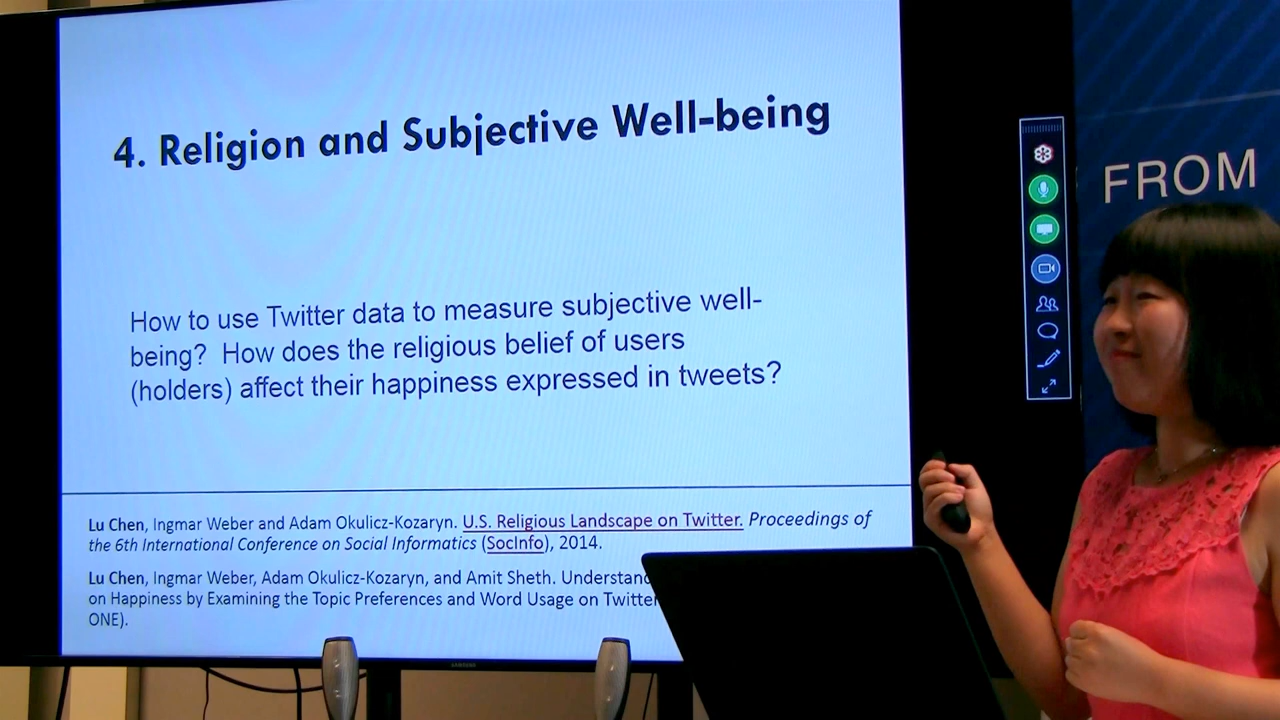 4. Religion and Subjective Well-being
How to use Twitter data to measure subjective well-
being? How does the religious belief of users
(holders) affect their happiness expressed in tweets?
Lu Chen, Ingmar Weber and Adam Okulicz-Kozaryn. U.S. Religious Landscape on Twitter. Proceedings of
the 6th International Conference on Social Informatics (SocInfo), 2014.
Lu Chen, Ingmar Weber, Adam Okulicz-Kozaryn, and Amit Sheth.
on Happiness by Examining the Topic Preferences and Word Usage on Twitter
ONE).
SAMSUNG
FROM